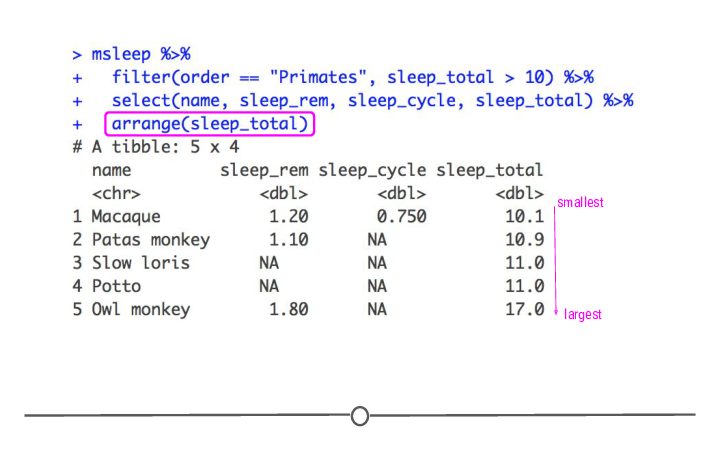 > msleep %>%
+   filter(order == "Primates", sleep_total > 10) %>%
+   select(name, sleep_rem, sleep_cycle, sleep_total) %>%
+   arrange(sleep_total)
# A tibble: 5 x 4
  name         sleep_rem sleep_cycle sleep_total
  <chr>            <dbl>       <dbl>       <dbl>
1 Macaque           1.20       0.750        10.1
smallest
2 Patas monkey      1.10      NA            10.9
3 Slow loris       NA         NA            11.0
4 Potto            NA         NA            11.0
5 Owl monkey        1.80      NA            17.0
largest